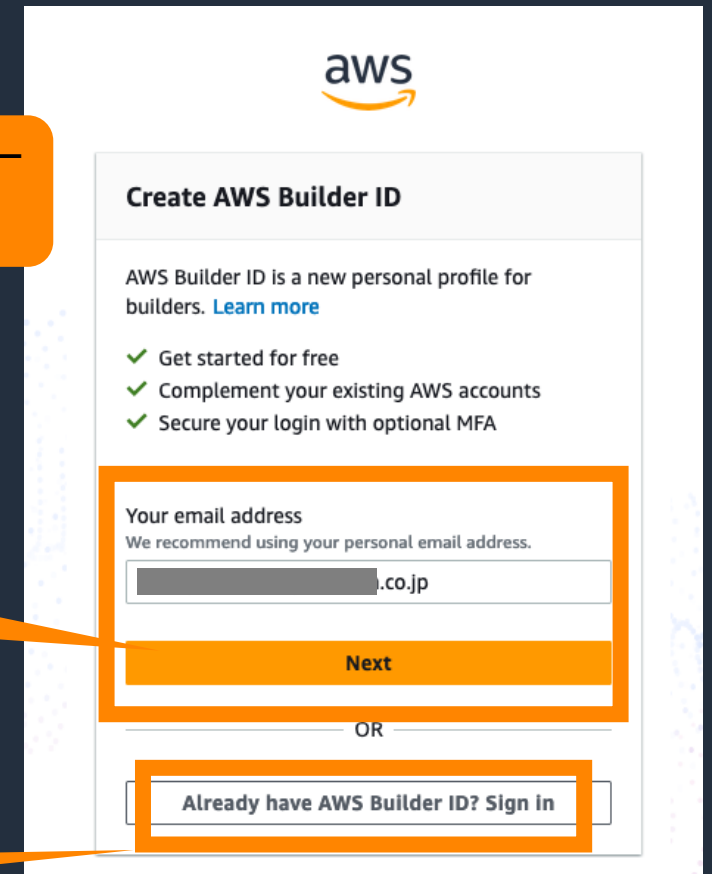 aws
Create AWS Builder ID
AWS Builder ID is a new personal profile for
builders. Learn more
Get started for free
Complement your existing AWS accounts
Secure your login with optional MFA
Your email address
We recommend using your personal email address.
.co.jp
Next
OR
Already have AWS Builder ID? Sign in